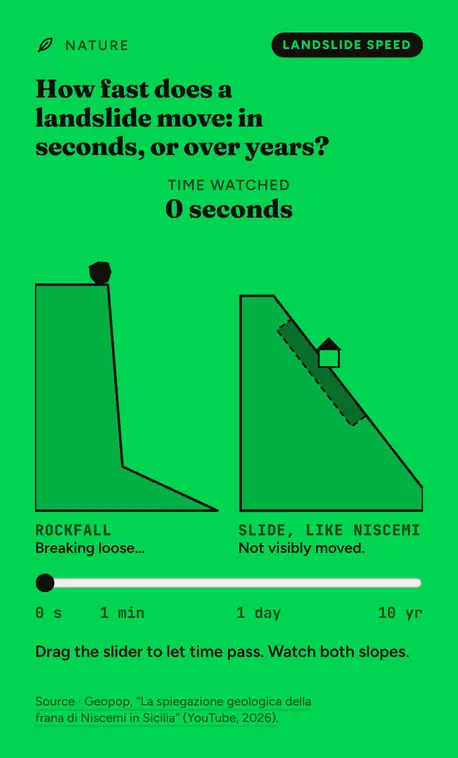 NATURE
LANDSLIDE SPEED
How fast does a
landslide move: in
seconds, or over years?
TIME WATCHED
0 seconds
ROCKFALL
Breaking loose...
SLIDE, LIKE NISCEMI
Not visibly moved.
0 s 1 min 1 day 10 yr
Drag the slider to let time pass. Watch both slopes.
Source · Geopop, “La spiegazione geologica della
frana di Niscemi in Sicilia” (YouTube, 2026).